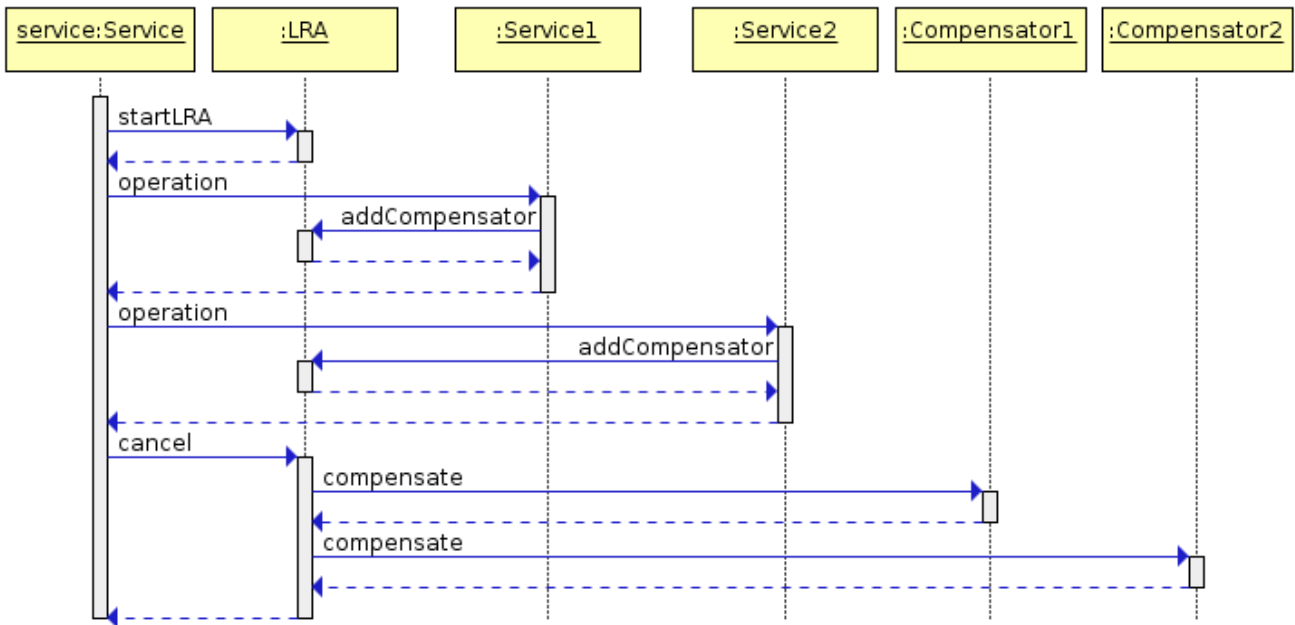 service:Service
:LRA
:Service1
:Service2
:Compensator1
:Compensator2
startLRA
operation
addCompensator
operation
addCompensator
cancel
compensate
compensate